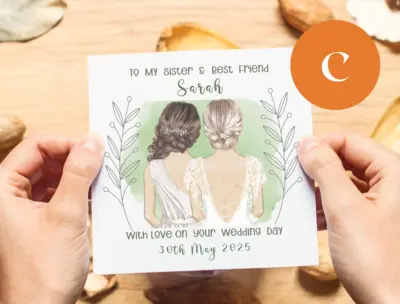 To My Sister & Best Friend
Sarah
C
With Love on your Wedding Day
30th May 2025